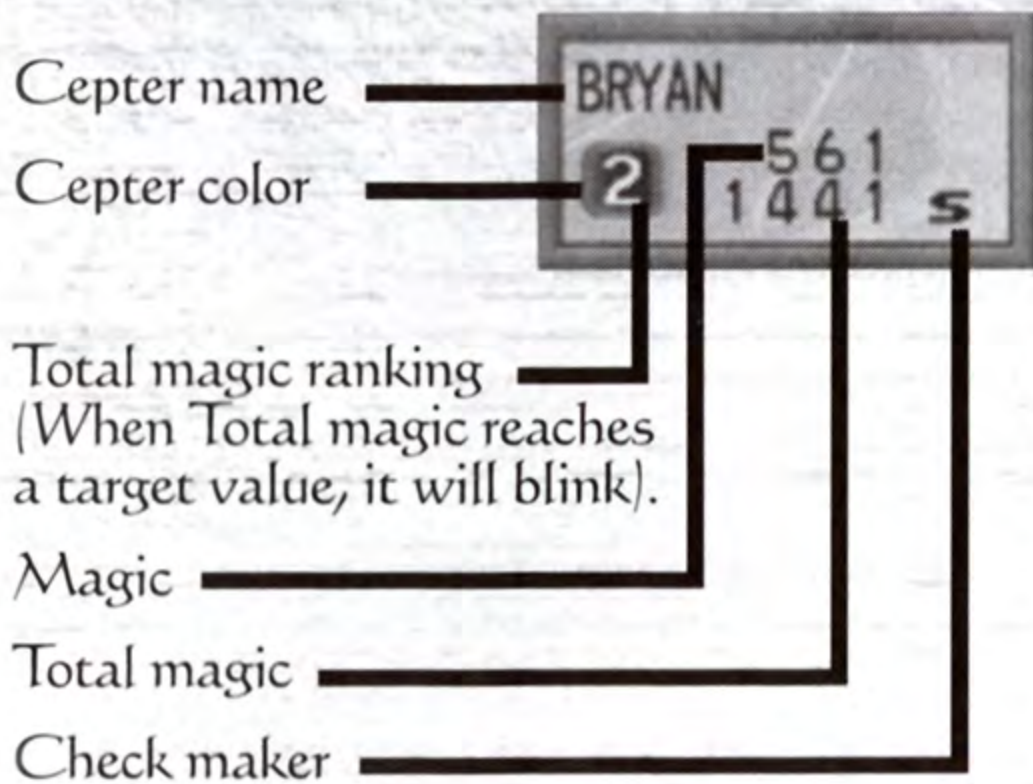 Cepter name
BRYAN
561
Cepter color
2
1441 S
Total magic ranking
(When Total magic reaches
a target value, it will blink).
Magic
Total magic
Check maker